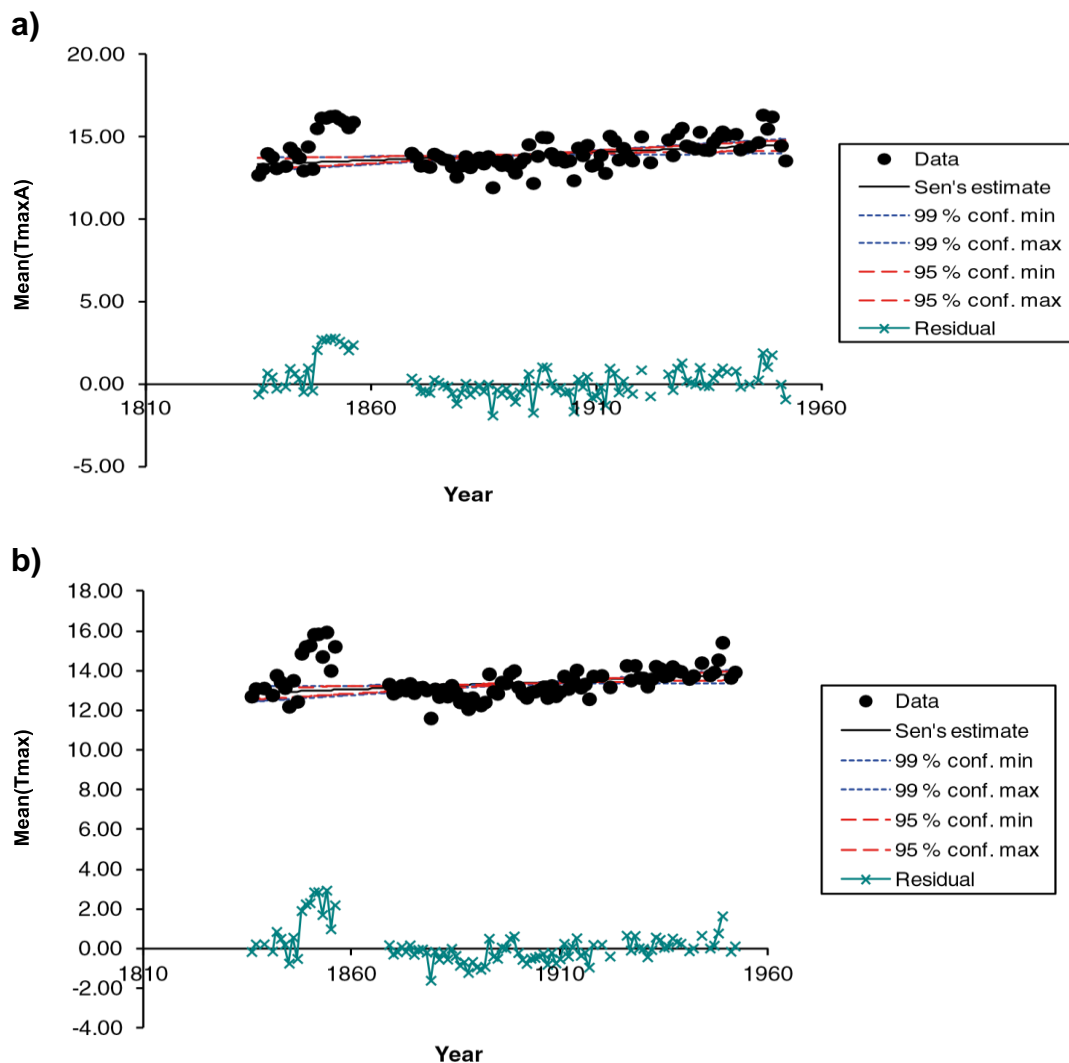 a)
20.00
15.00
10.00
5.00
0.00
-5.00
1810
1860
1910
1960
Mean(TmaxA)
Year
Data
Sen's estimate
99 % conf. min
99 % conf. max
95 % conf. min
95 % conf. max
Residual
b)
18.00
16.00
14.00
12.00
10.00
8.00
6.00
4.00
2.00
0.00
-2.00
-4.00
1810
1860
1910
1960
Mean(Tmax)
Year
Data
Sen's estimate
99 % conf. min
99 % conf. max
95 % conf. min
95 % conf. max
Residual